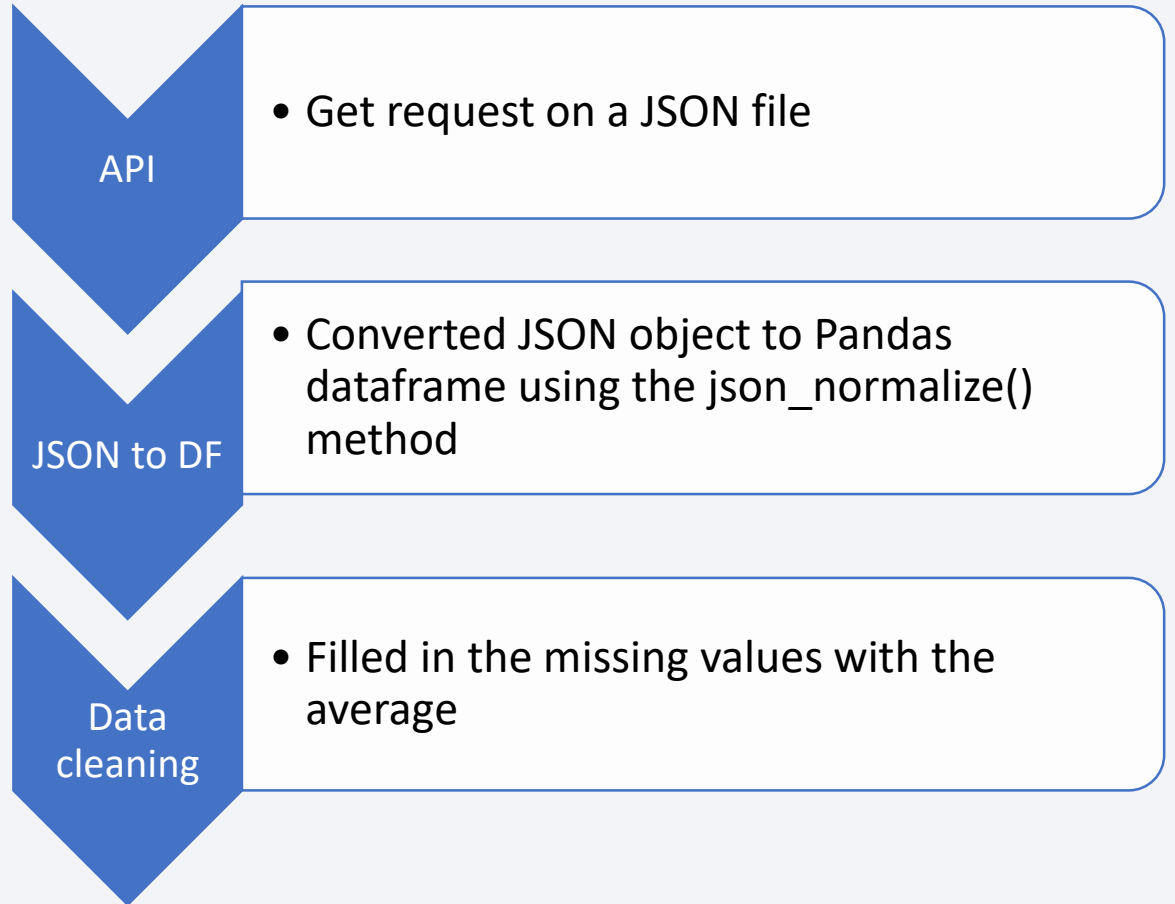 API
• Get request on a JSON file
JSON to DF
• Converted JSON object to Pandas
dataframe using the json_normalize()
method
Data
cleaning
• Filled in the missing values with the
average